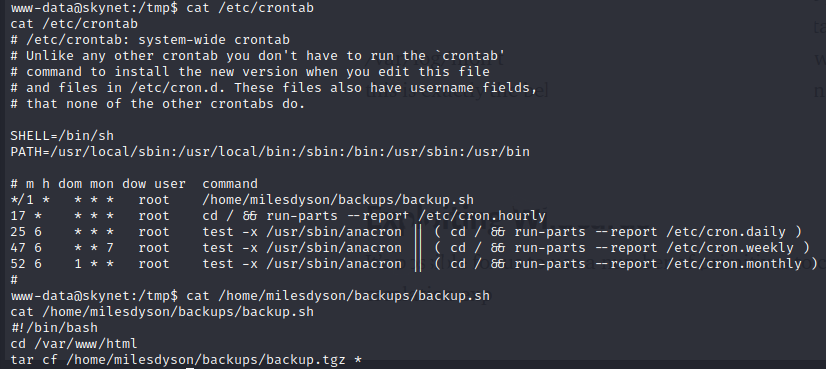 www-data@skynet:/tmp$ cat /etc/crontab
cat /etc/crontab
# /etc/crontab: system-wide crontab
# Unlike any other crontab you don't have to run the `crontab'
# command to install the new version when you edit this file
# and files in /etc/cron.d. These files also have username fields,
# that none of the other crontabs do.

SHELL=/bin/sh
PATH=/usr/local/sbin:/usr/local/bin:/sbin:/bin:/usr/sbin:/usr/bin

# m h dom mon dow user  command
*/1 *   * * *   root    /home/milesdyson/backups/backup.sh
17 *    * * *   root    cd / && run-parts --report /etc/cron.hourly
25 6    * * *   root    test -x /usr/sbin/anacron || ( cd / && run-parts --report /etc/cron.daily )
47 6    * * 7   root    test -x /usr/sbin/anacron || ( cd / && run-parts --report /etc/cron.weekly )
52 6    1 * *   root    test -x /usr/sbin/anacron || ( cd / && run-parts --report /etc/cron.monthly )
#
www-data@skynet:/tmp$ cat /home/milesdyson/backups/backup.sh
cat /home/milesdyson/backups/backup.sh
#!/bin/bash
cd /var/www/html
tar cf /home/milesdyson/backups/backup.tgz *